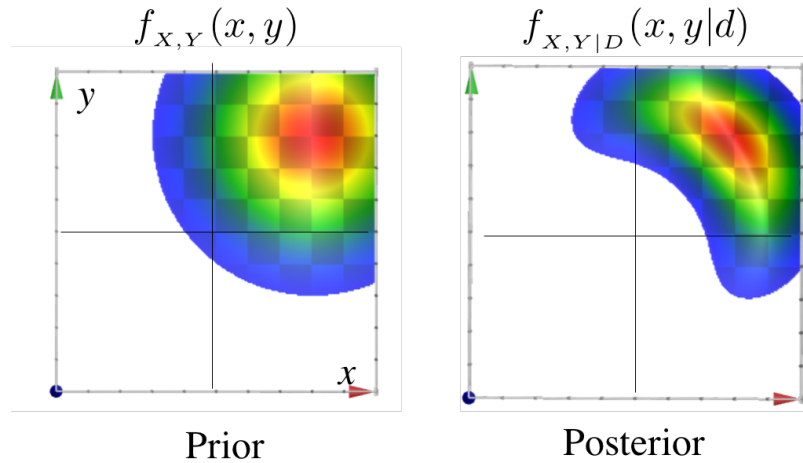 f_{X,Y}(x, y)
f_{X,Y|D}(x, y|d)
y
x
Prior
Posterior